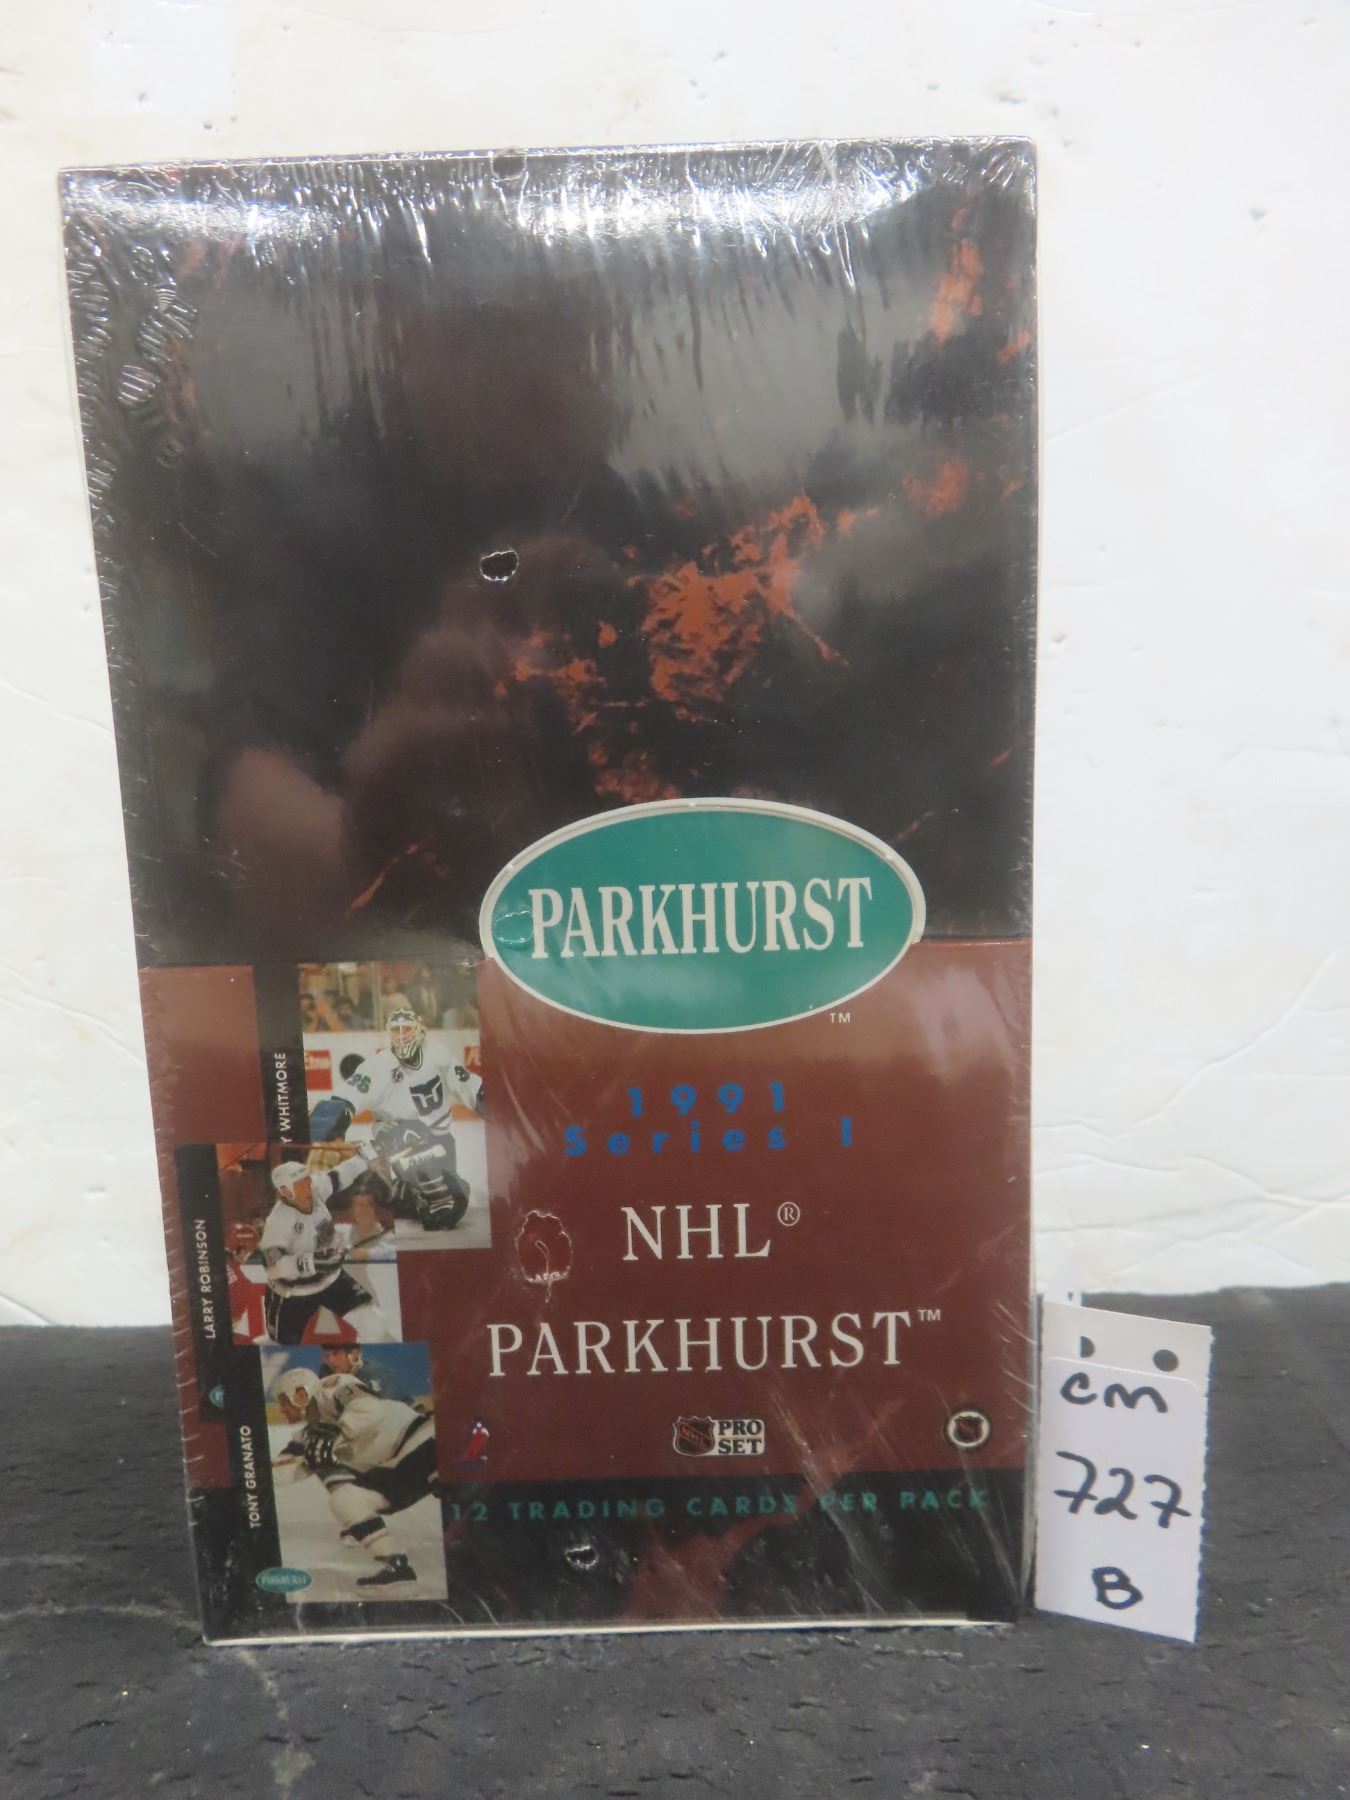 PARKHURST
TM
1991
Series I
NHL®
PARKHURST™
NHL PRO
SET
12 TRADING CARDS PER PACK
WHITMORE
LARRY ROBINSON
TONY GRANATO
PARKHURST
CM
727
B